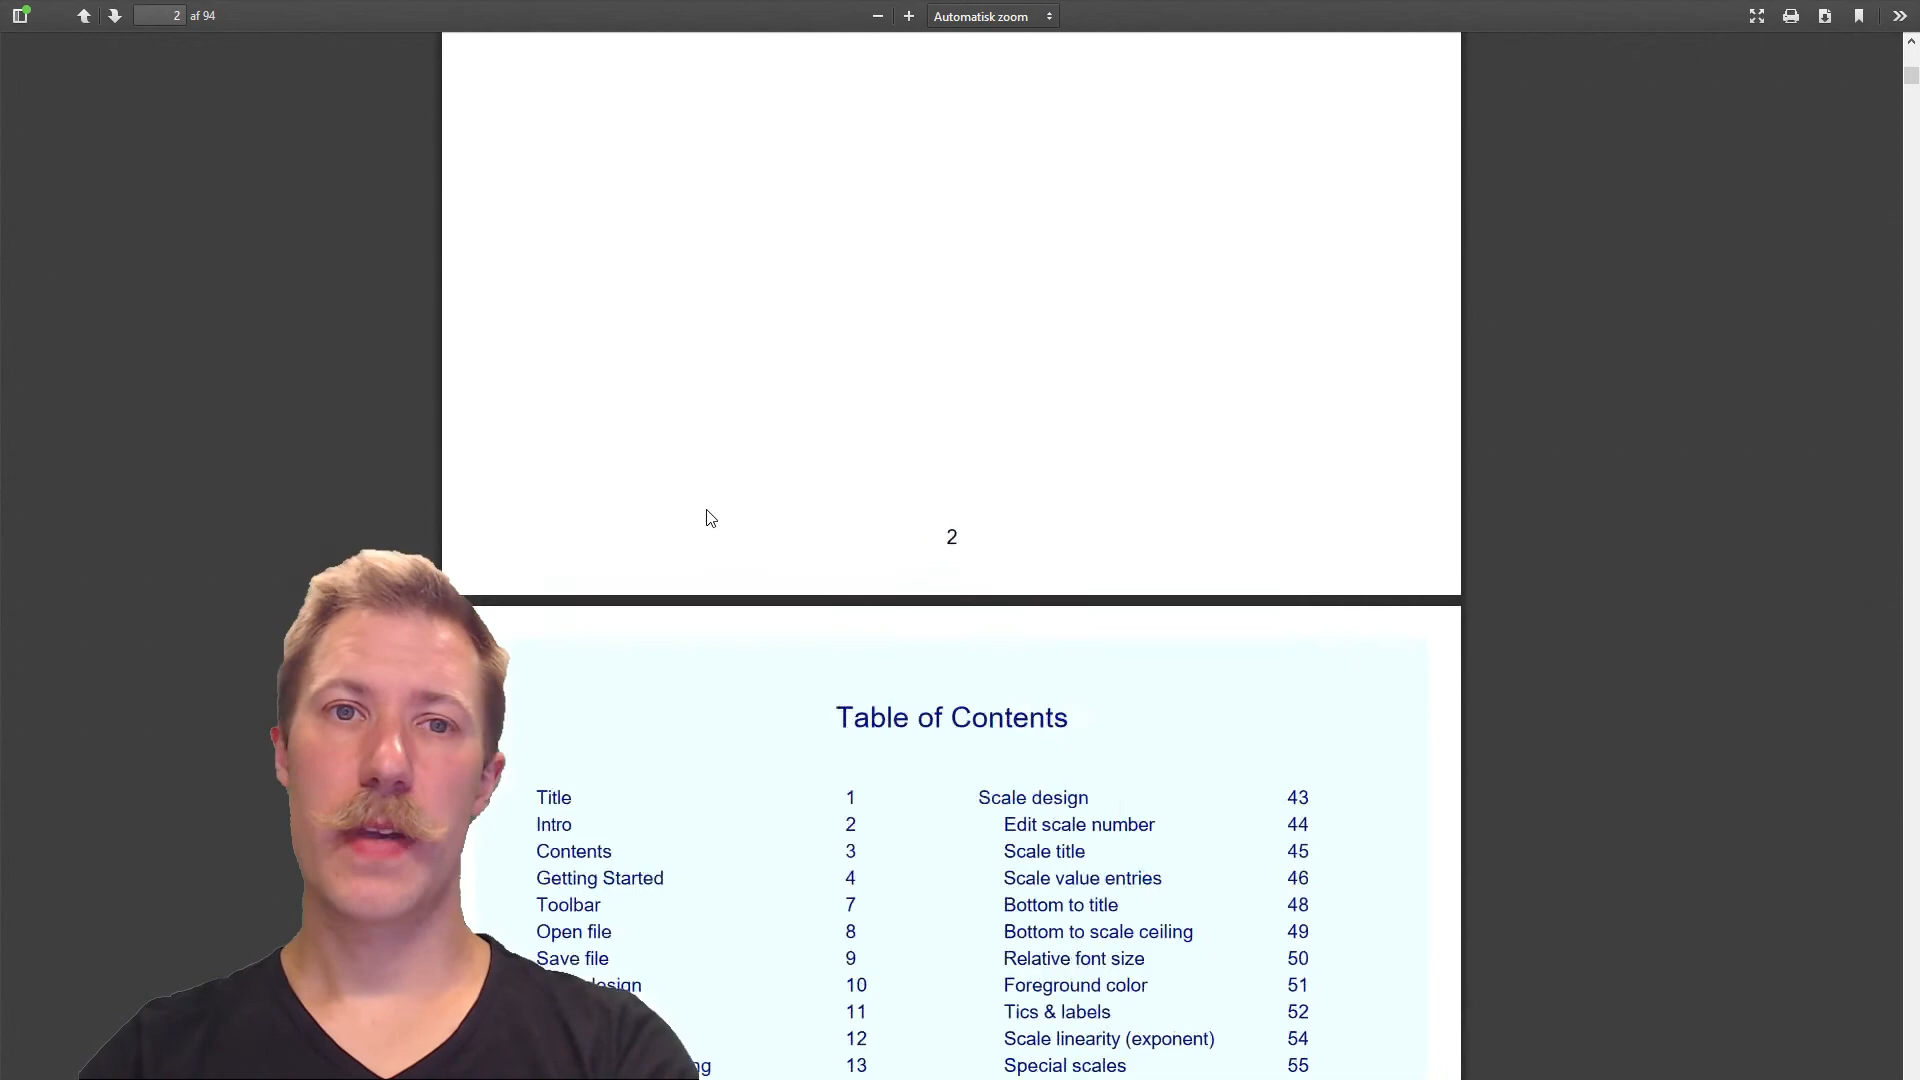 2 af 94
Automatisk zoom
2
Table of Contents
Title 1 Scale design 43
Intro 2 Edit scale number 44
Contents 3 Scale title 45
Getting Started 4 Scale value entries 46
Toolbar 7 Bottom to title 48
Open file 8 Bottom to scale ceiling 49
Save file 9 Relative font size 50
10 Foreground color 51
11 Tics & labels 52
12 Scale linearity (exponent) 54
13 Special scales 55